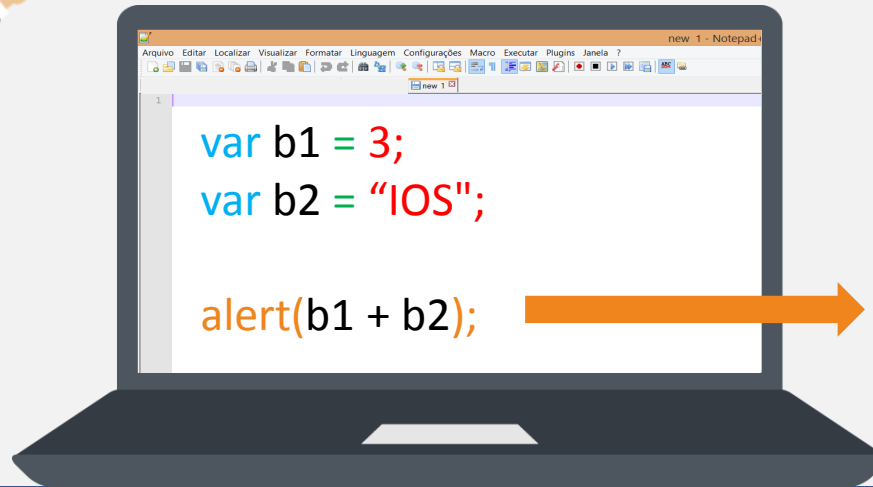 new 1 - Notepad+
Arquivo Editar Localizar Visualizar Formatar Linguagem Configurações Macro Executar Plugins Janela ?
new 1
1
var b1 = 3;
var b2 = “IOS";
alert(b1 + b2);